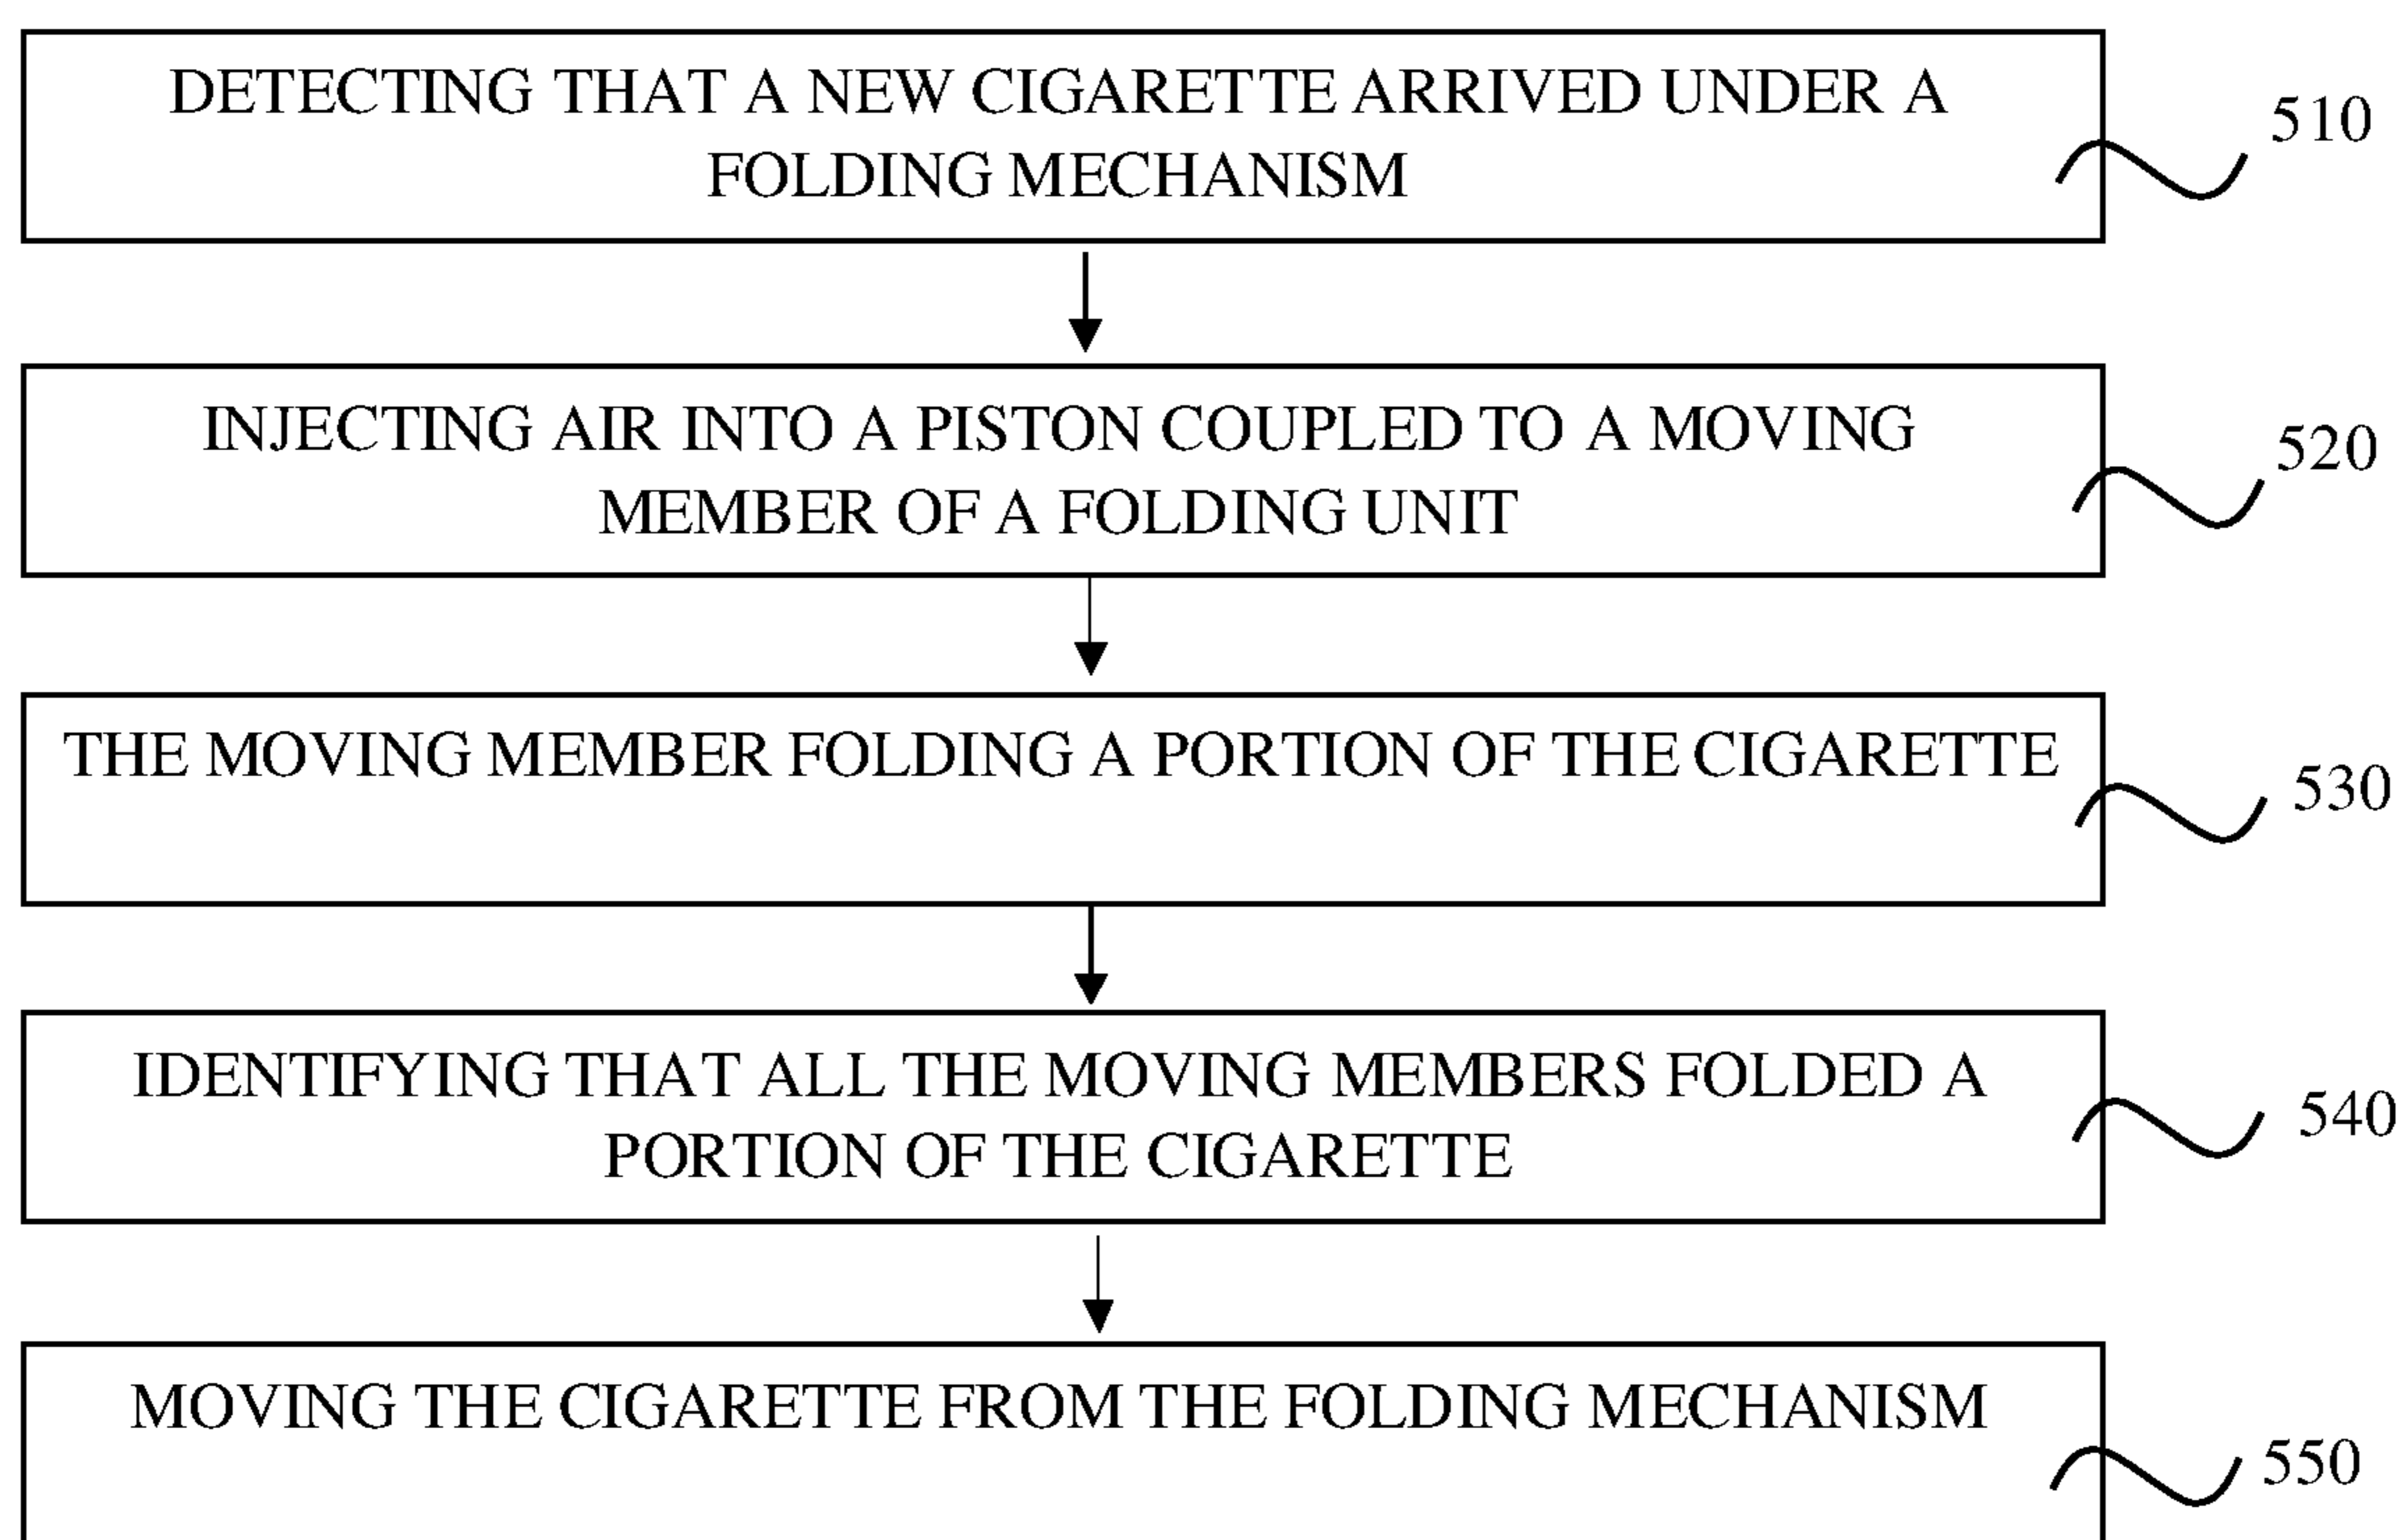 DETECTING THAT A NEW CIGARETTE ARRIVED UNDER A
FOLDING MECHANISM
510
INJECTING AIR INTO A PISTON COUPLED TO A MOVING
MEMBER OF A FOLDING UNIT
520
THE MOVING MEMBER FOLDING A PORTION OF THE CIGARETTE
530
IDENTIFYING THAT ALL THE MOVING MEMBERS FOLDED A
PORTION OF THE CIGARETTE
540
MOVING THE CIGARETTE FROM THE FOLDING MECHANISM
550